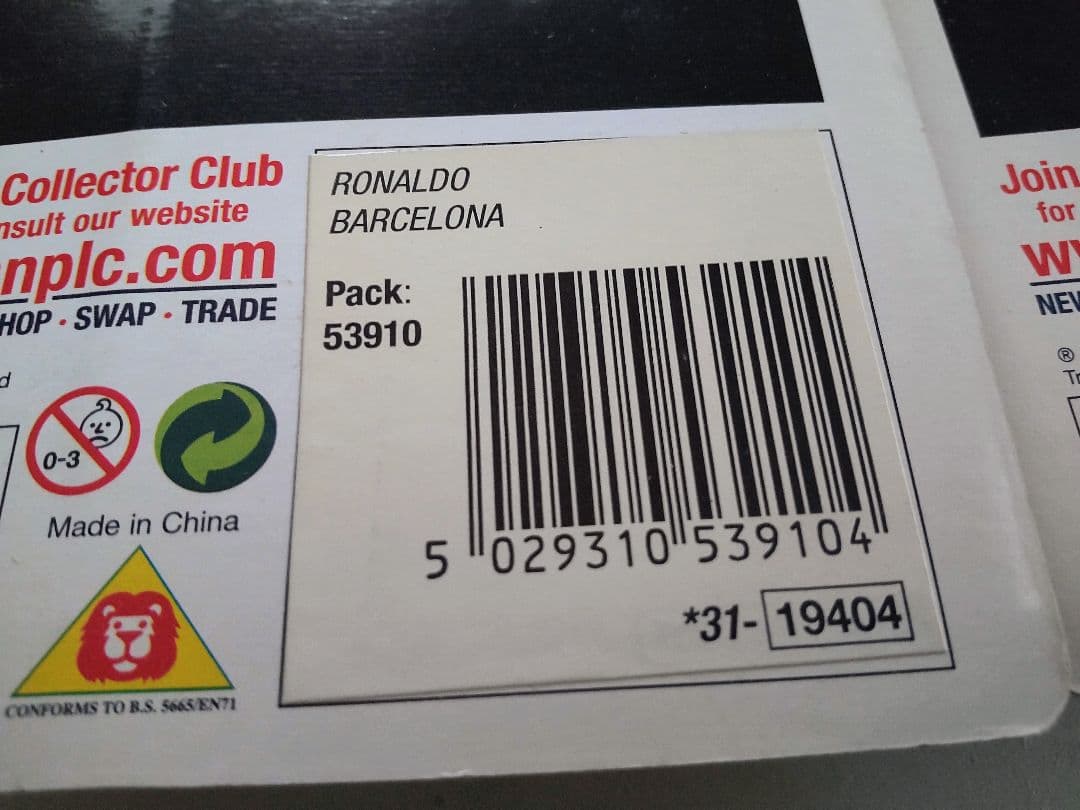 Collector Club
nsult our website
nplc.com
HOP · SWAP · TRADE
d
0-3
Made in China
CONFORMS TO B.S. 5665/EN71
RONALDO
BARCELONA
Pack:
53910
5 029310 539104
*31- 19404
Join
for
NEW
®
Tr